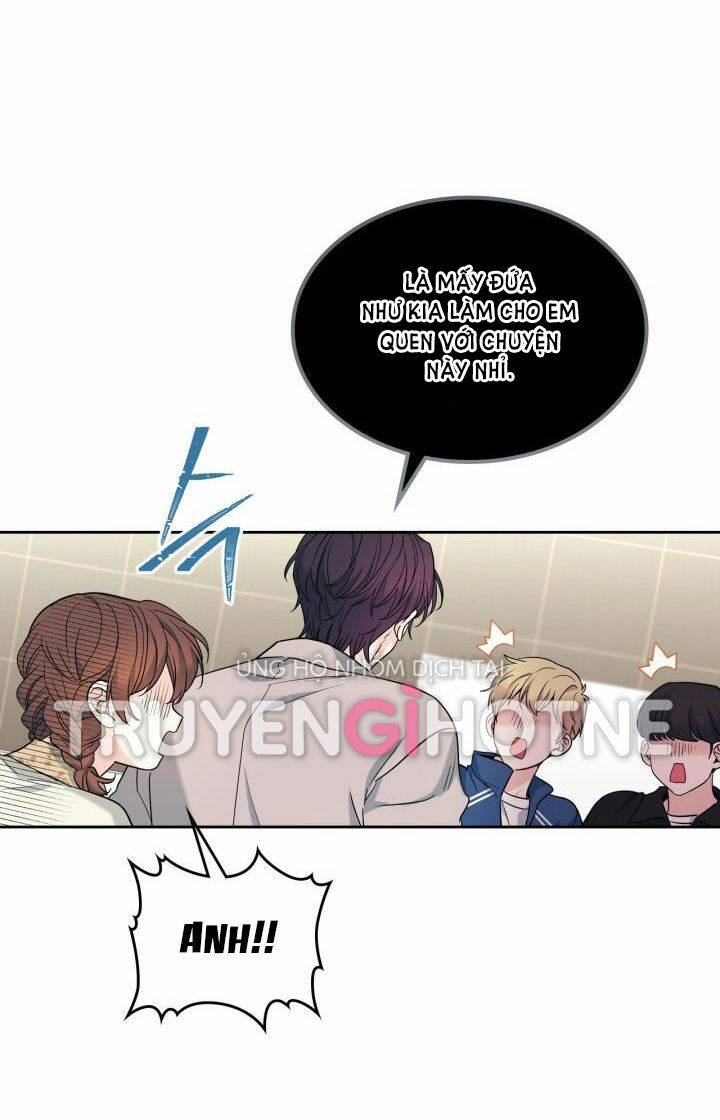 LÀ MẤY ĐỨA
NHƯ KIA LÀM CHO EM
QUEN VỚI CHUYỆN
NÀY NHỈ.
ỦNG HỘ NHÓM DỊCH TẠI
TRUYENGIHOTNE
ANH!!